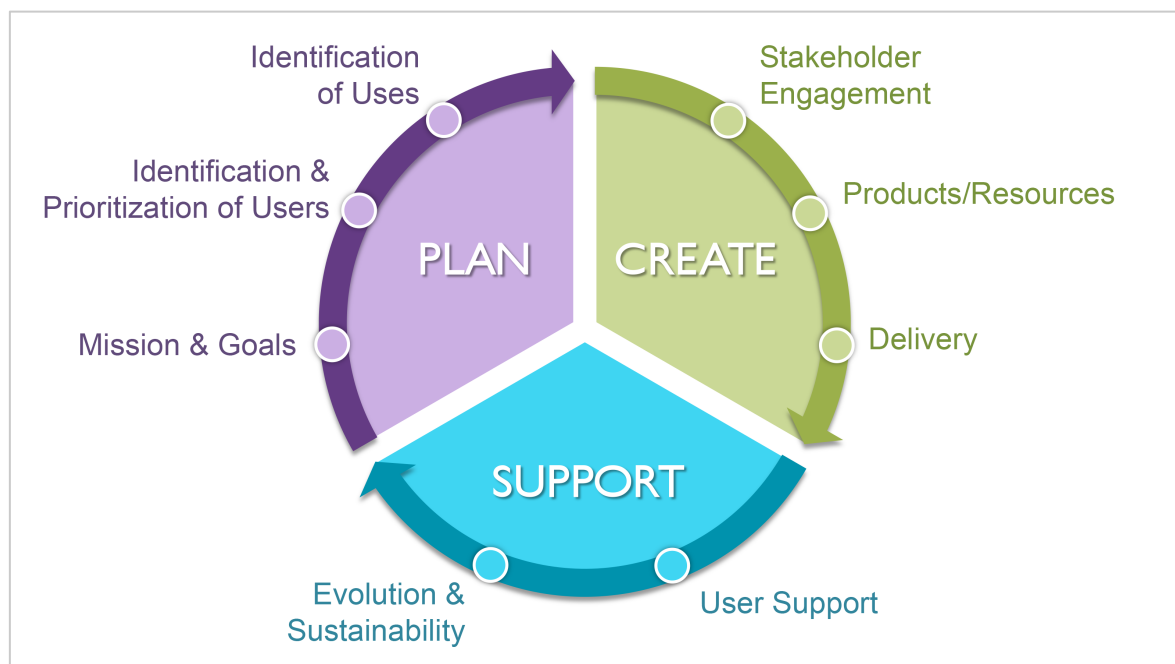 Identification
of Uses
Identification &
Prioritization of Users
Mission & Goals
PLAN
Stakeholder
Engagement
Products/Resources
Delivery
CREATE
SUPPORT
User Support
Evolution &
Sustainability